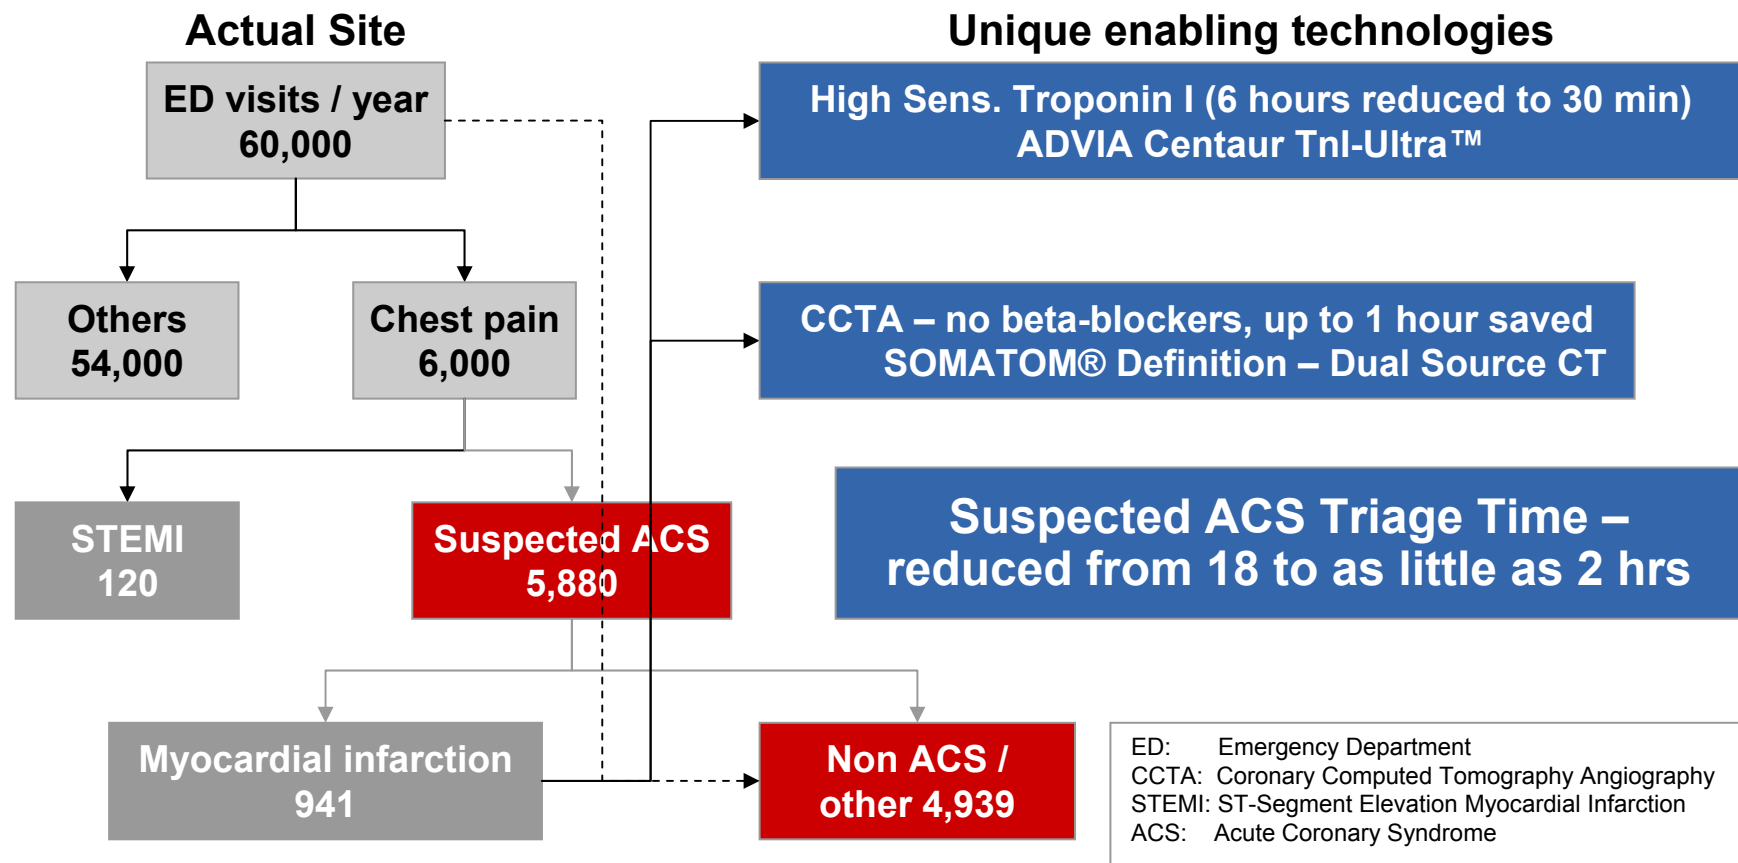 Actual Site
Unique enabling technologies
ED visits / year
60,000
High Sens. Troponin I (6 hours reduced to 30 min)
ADVIA Centaur TnI-Ultra™
Others
54,000
Chest pain
6,000
CCTA – no beta-blockers, up to 1 hour saved
SOMATOM® Definition – Dual Source CT
STEMI
120
Suspected ACS
5,880
Suspected ACS Triage Time –
reduced from 18 to as little as 2 hrs
Myocardial infarction
941
Non ACS /
other 4,939
ED: Emergency Department
CCTA: Coronary Computed Tomography Angiography
STEMI: ST-Segment Elevation Myocardial Infarction
ACS: Acute Coronary Syndrome